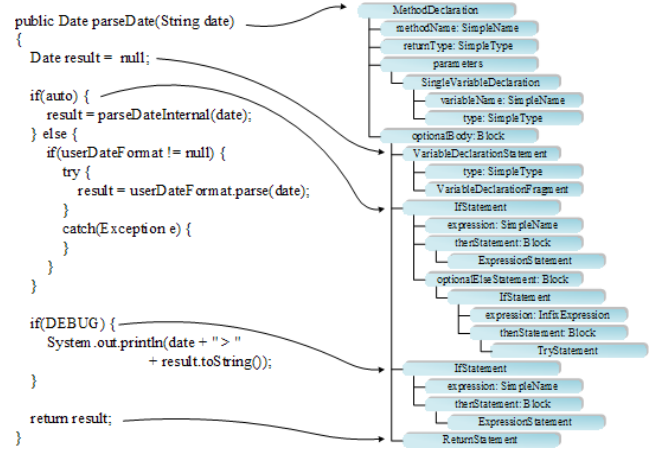 public Date parseDate(String date)
{
Date result = null;
if(auto) {
result = parseDateInternal(date);
} else {
if(userDateFormat != null) {
try {
result = userDateFormat.parse(date);
}
catch(Exception e) {
}
}
}
if(DEBUG) {
System.out.println(date + "> "
+ result.toString());
}
return result;
}
MethodDeclaration
methodName: SimpleName
returnType: SimpleType
parameters
SingleVariableDeclaration
variableName: SimpleName
type: SimpleType
optionalBody: Block
VariableDeclarationStatement
type: SimpleType
VariableDeclarationFragment
IfStatement
expression: SimpleName
thenStatement: Block
ExpressionStatement
optionalElseStatement: Block
IfStatement
expression: InfixExpression
thenStatement: Block
TryStatement
IfStatement
expression: SimpleName
thenStatement: Block
ExpressionStatement
ReturnStatement